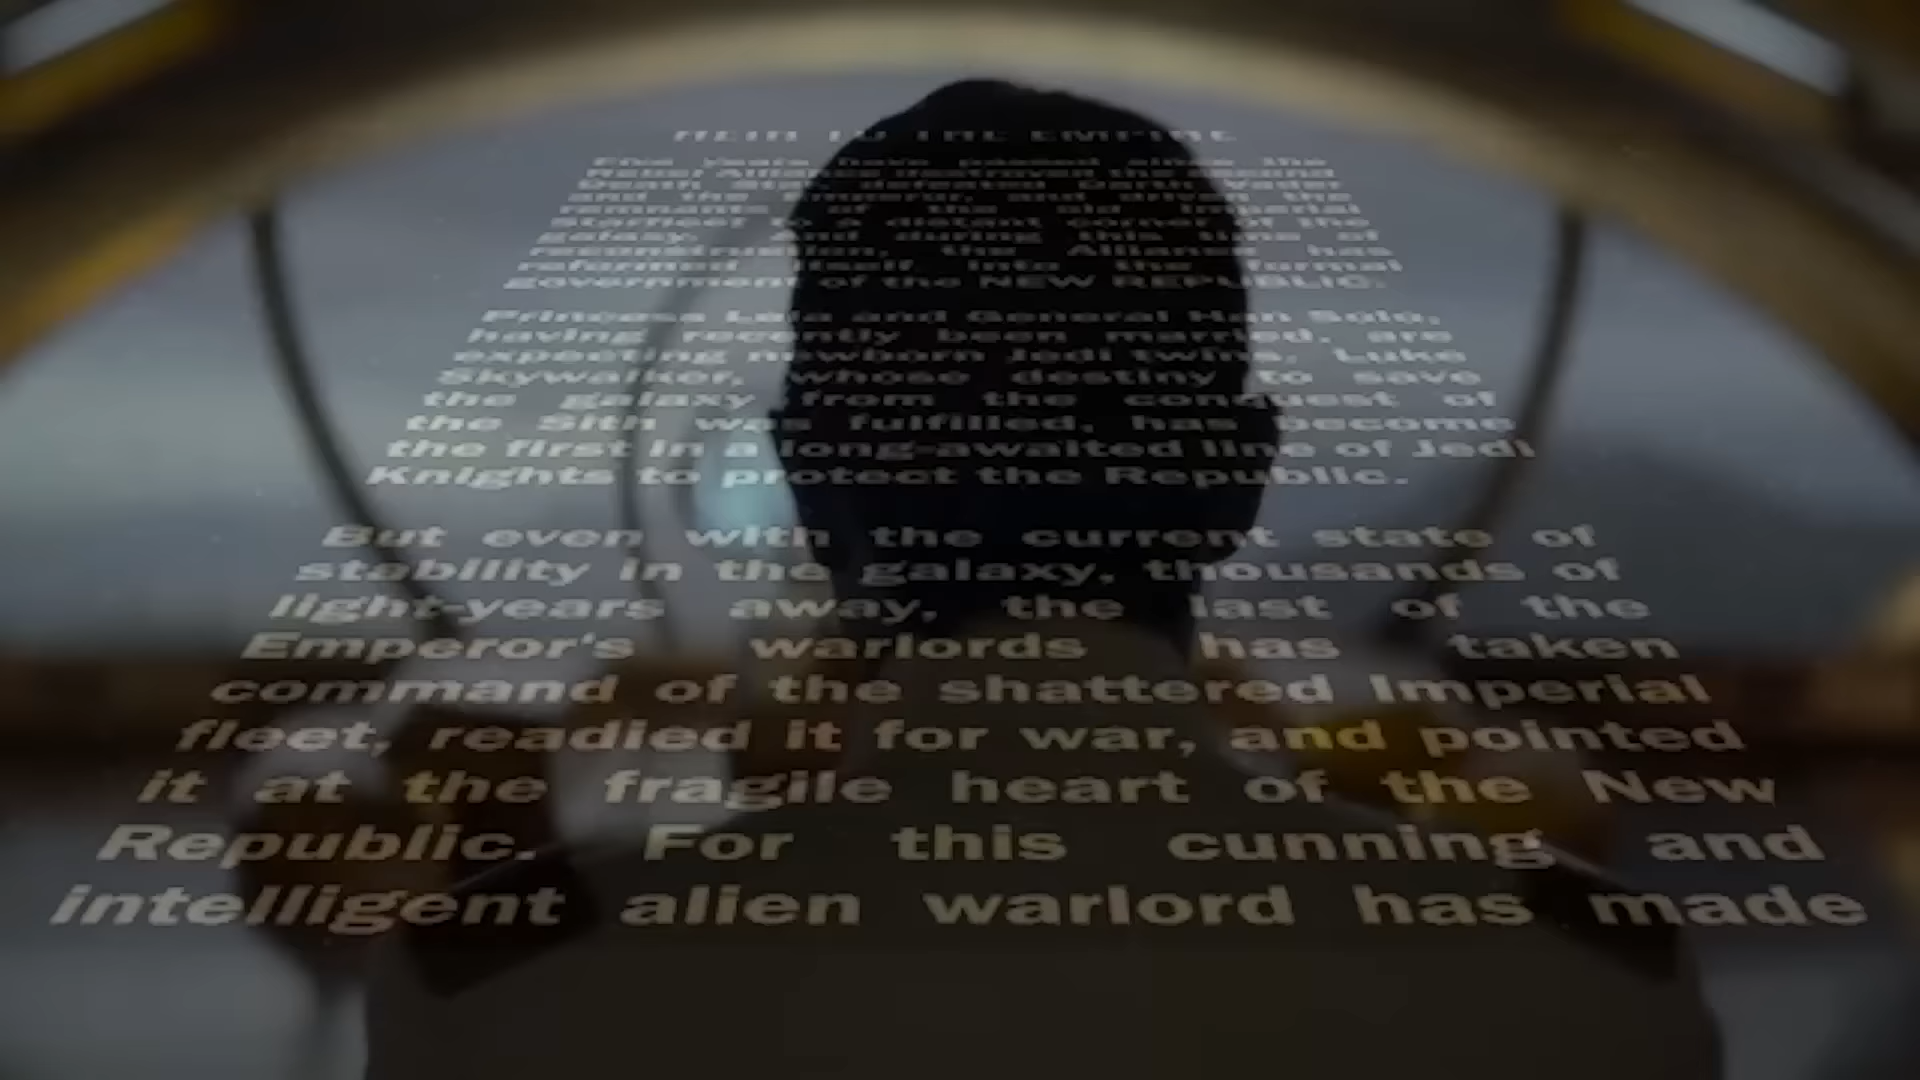 HEIR TO THE EMPIRE
Five years have passed since the
Rebel Alliance destroyed the second
Death Star, defeated Darth Vader
and the Emperor, and driven the
remnants of the old Imperial
Starfleet to a distant corner of the
galaxy. And during this time of
reconstruction, the Alliance has
reformed itself into the formal
government of the NEW REPUBLIC.
Princess Leia and General Han Solo,
having recently been married, are
expecting newborn Jedi twins. Luke
Skywalker, whose destiny to save
the galaxy from the conquest of
the Sith was fulfilled, has become
the first in a long-awaited line of Jedi
Knights to protect the Republic.
But even with the current state of
stability in the galaxy, thousands of
light-years away, the last of the
Emperor's warlords has taken
command of the shattered Imperial
fleet, readied it for war, and pointed
it at the fragile heart of the New
Republic. For this cunning and
intelligent alien warlord has made